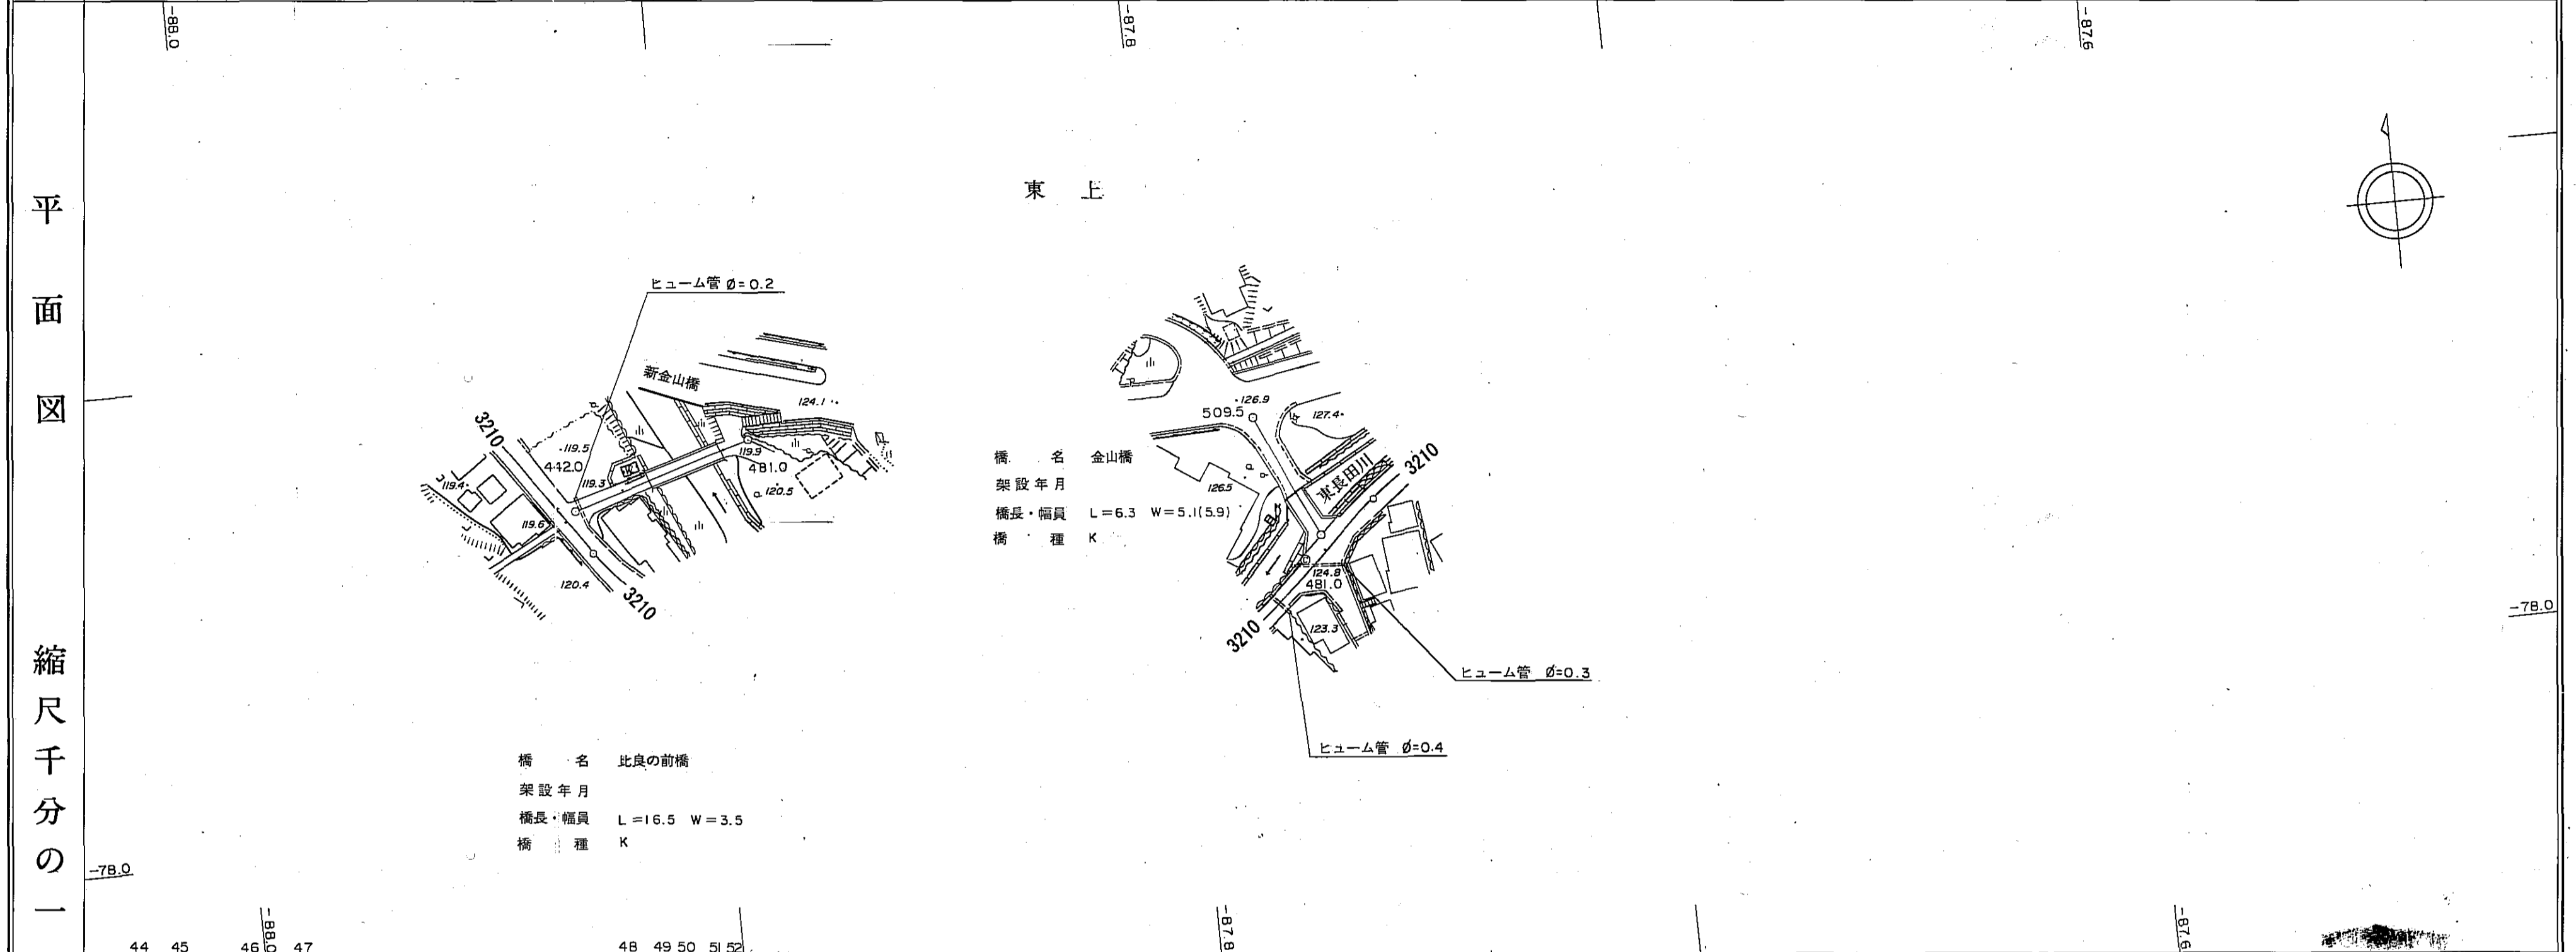 平面図 縮尺千分の一
-88.0
-87.8
-87.6
東上
ヒューム管 Ø=0.2
新金山橋
124.1
3210
119.5
442.0
119.3
119.9
481.0
120.5
119.4
119.6
120.4
3210
126.9
509.5
127.4
126.5
東長田川
3210
124.8
481.0
123.3
3210
橋名 金山橋
架設年月
橋長・幅員 L=6.3 W=5.1(5.9)
橋種 K
-78.0
ヒューム管 Ø=0.3
ヒューム管 Ø=0.4
橋名 比良の前橋
架設年月
橋長・幅員 L=16.5 W=3.5
橋種 K
-78.0
-88.0
-87.8
-87.6
44 45 46 47 48 49 50 51 52